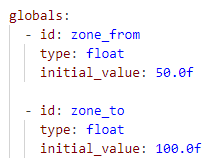 globals:
  - id: zone_from
    type: float
    initial_value: 50.0f
  - id: zone_to
    type: float
    initial_value: 100.0f